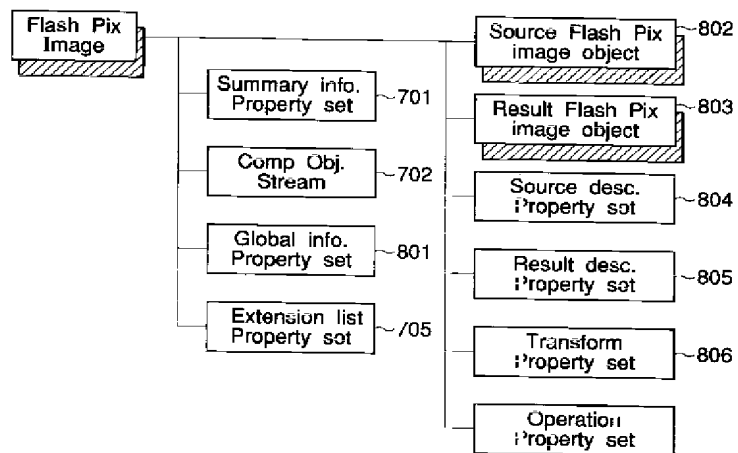 Flash Pix
Image
Source Flash Pix
image object
802
Summary info.
Property set
701
Result Flash Pix
image object
803
Comp Obj.
Stream
702
Source desc.
Property set
804
Global info.
Property set
801
Result desc.
Property set
805
Extension list
Property set
705
Transform
Property set
806
Operation
Property set